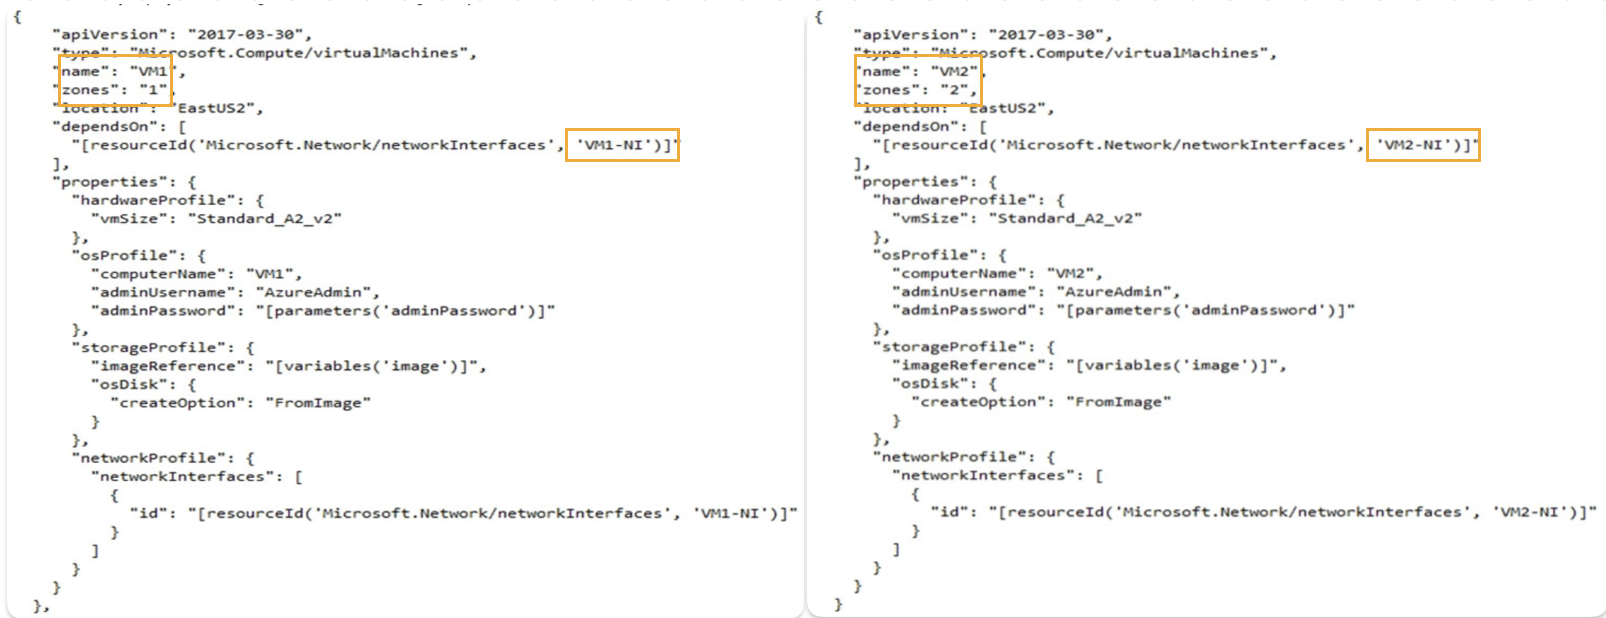 {
"apiVersion": "2017-03-30",
"type": "Microsoft.Compute/virtualMachines",
"name": "VM1",
"zones": "1",
"location": "EastUS2",
"dependsOn": [
"[resourceId('Microsoft.Network/networkInterfaces', 'VM1-NI')]"
],
"properties": {
"hardwareProfile": {
"vmSize": "Standard_A2_v2"
},
"osProfile": {
"computerName": "VM1",
"adminUsername": "AzureAdmin",
"adminPassword": "[parameters('adminPassword')]"
},
"storageProfile": {
"imageReference": "[variables('image')]",
"osDisk": {
"createOption": "FromImage"
}
},
"networkProfile": {
"networkInterfaces": [
{
"id": "[resourceId('Microsoft.Network/networkInterfaces', 'VM1-NI')]"
}
]
}
}
},
{
"apiVersion": "2017-03-30",
"type": "Microsoft.Compute/virtualMachines",
"name": "VM2",
"zones": "2",
"location: "EastUS2",
"dependsOn": [
"[resourceId('Microsoft.Network/networkInterfaces', 'VM2-NI')]"
],
"properties": {
"hardwareProfile": {
"vmSize": "Standard_A2_v2"
},
"osProfile": {
"computerName": "VM2",
"adminUsername": "AzureAdmin",
"adminPassword": "[parameters('adminPassword')]"
},
"storageProfile": {
"imageReference": "[variables('image')]",
"osDisk": {
"createOption": "FromImage"
}
},
"networkProfile": {
"networkInterfaces": [
{
"id": "[resourceId('Microsoft.Network/networkInterfaces', 'VM2-NI')]"
}
]
}
}
}